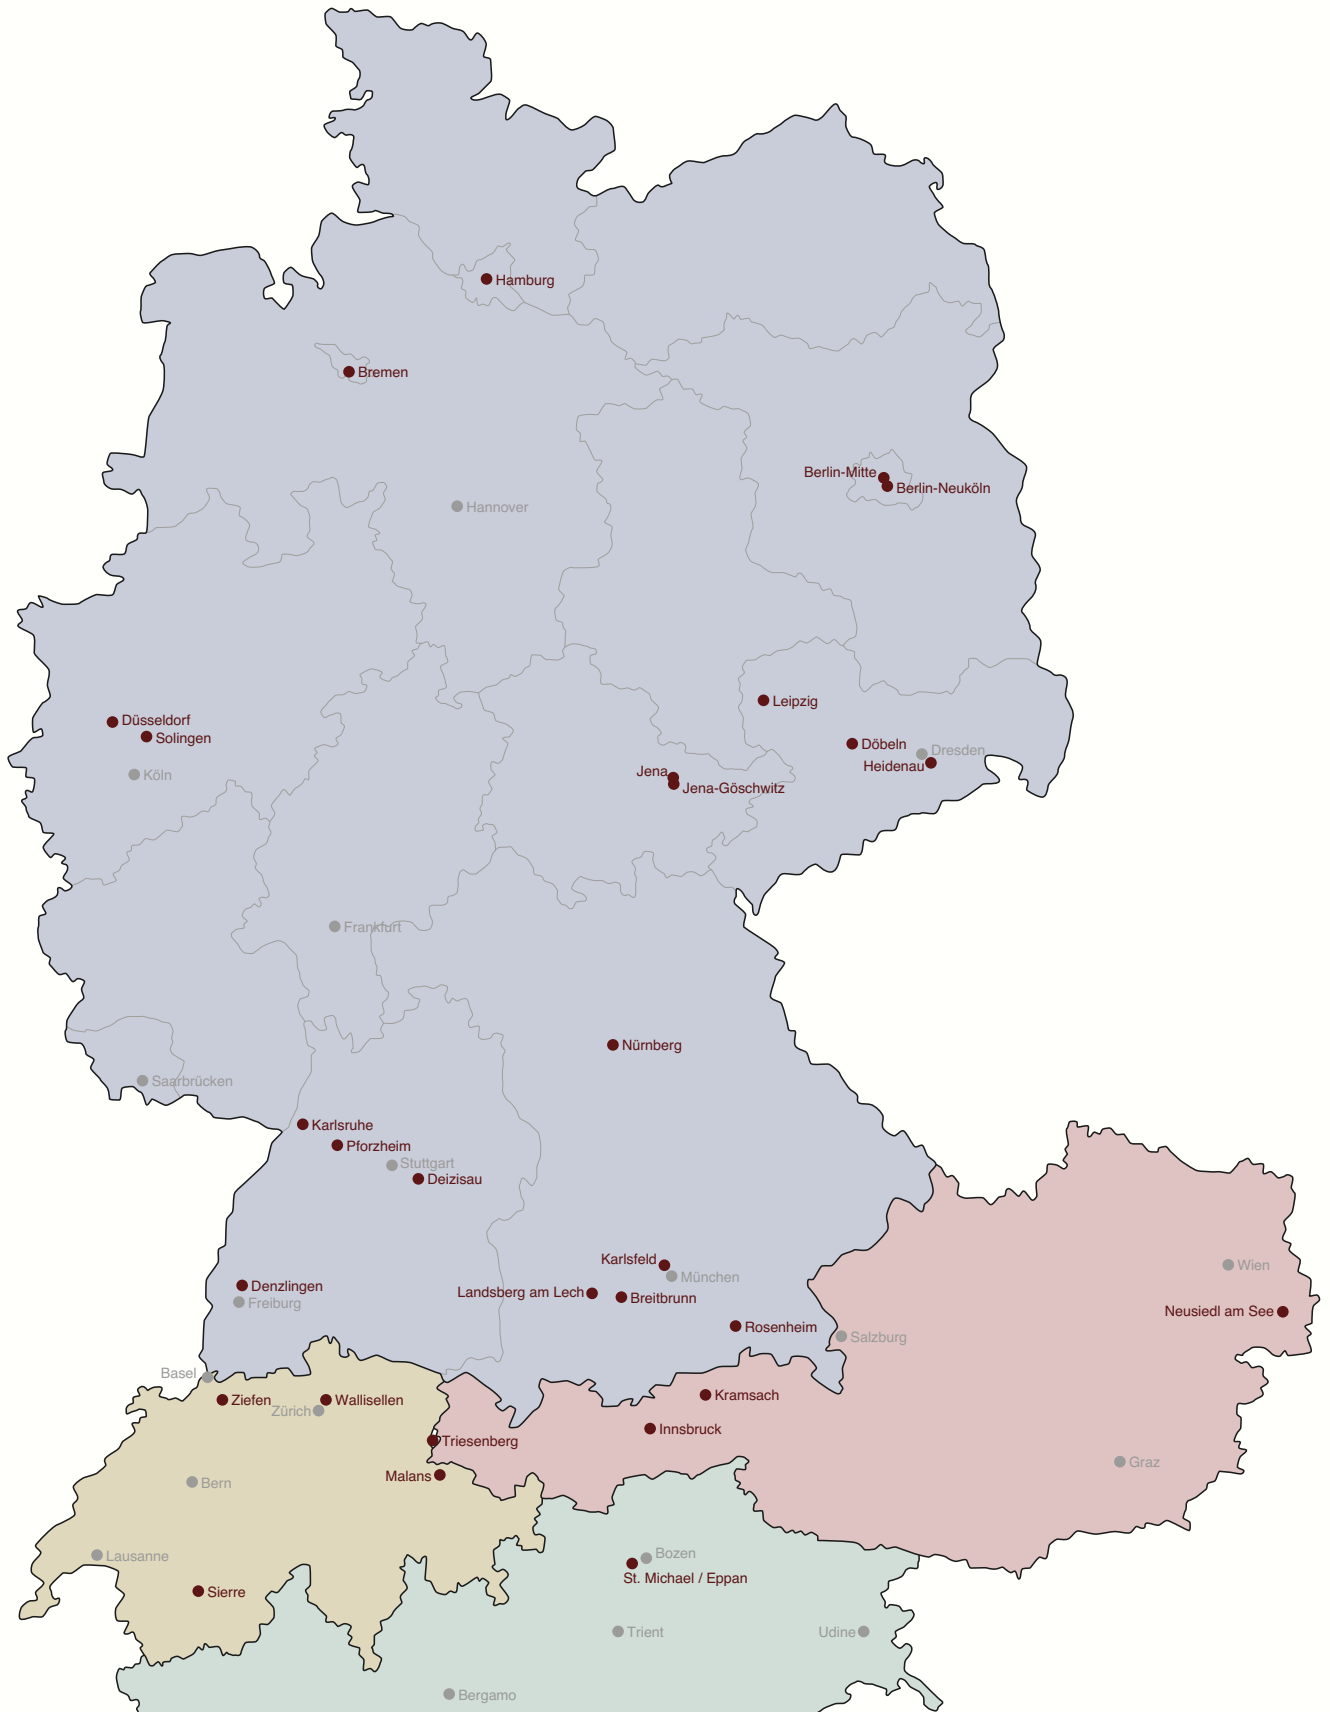 Hamburg
Bremen
Berlin-Mitte
Berlin-Neuköln
Hannover
Leipzig
Düsseldorf
Solingen
Döbeln
Dresden
Heidenau
Köln
Jena
Jena-Göschwitz
Frankfurt
Nürnberg
Saarbrücken
Karlsruhe
Pforzheim
Stuttgart
Deizisau
Karlsfeld
München
Wien
Denzlingen
Freiburg
Landsberg am Lech
Breitbrunn
Neusiedl am See
Rosenheim
Salzburg
Basel
Ziefen
Wallisellen
Zürich
Kramsach
Innsbruck
Triesenberg
Malans
Graz
Bern
Lausanne
Bozen
St. Michael / Eppan
Sierre
Trient
Udine
Bergamo